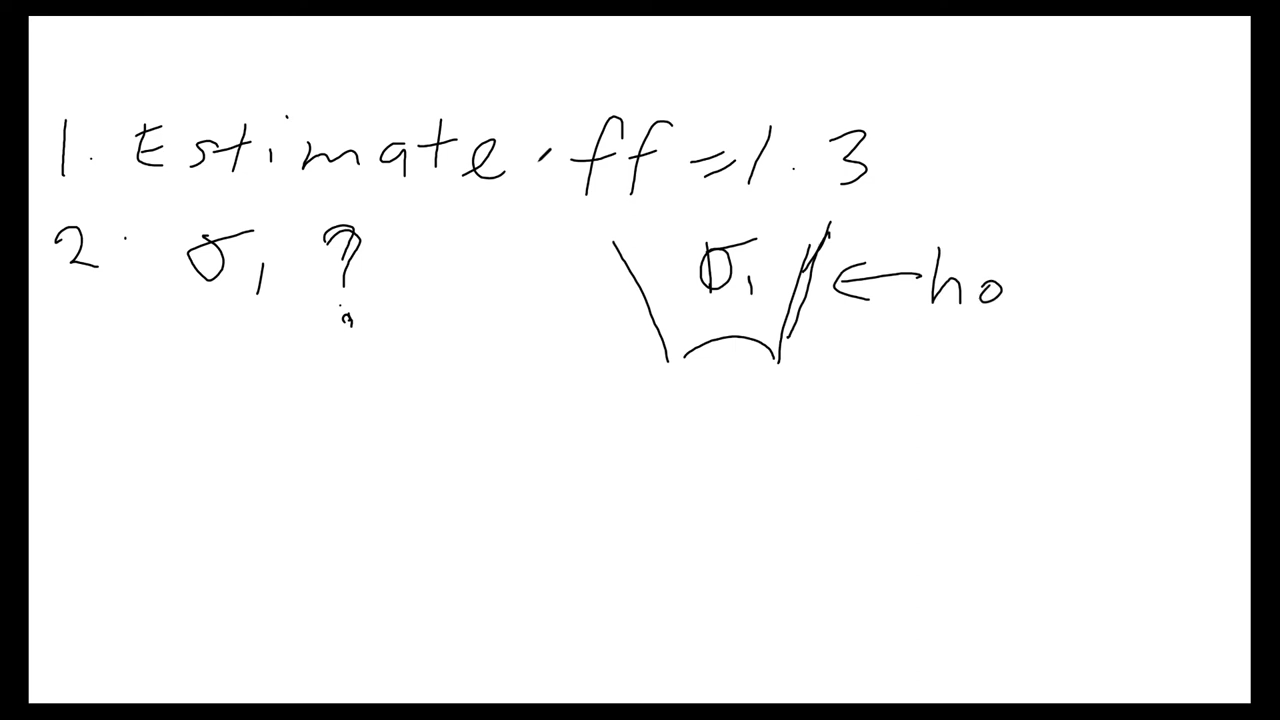 1. Estimate. ff = 1.3
2. σ₁ ?
σ₁ ← ho